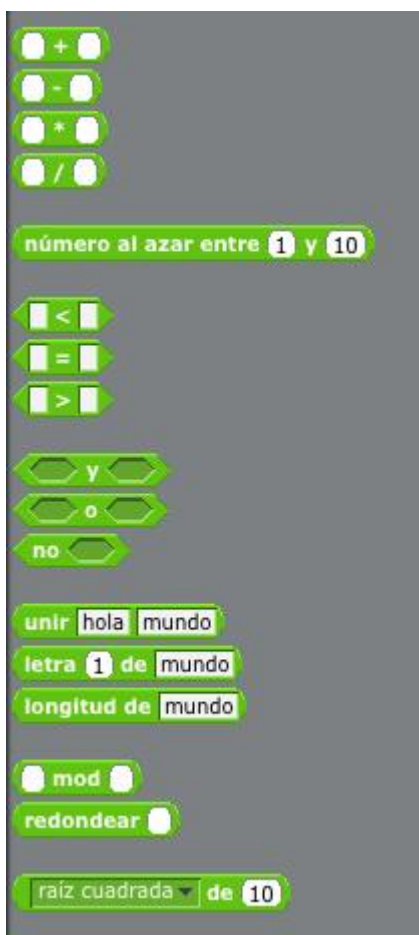 +
-
*
/
número al azar entre 1 y 10
<
=
>
y
o
no
unir hola mundo
letra 1 de mundo
longitud de mundo
mod
redondear
raíz cuadrada de 10